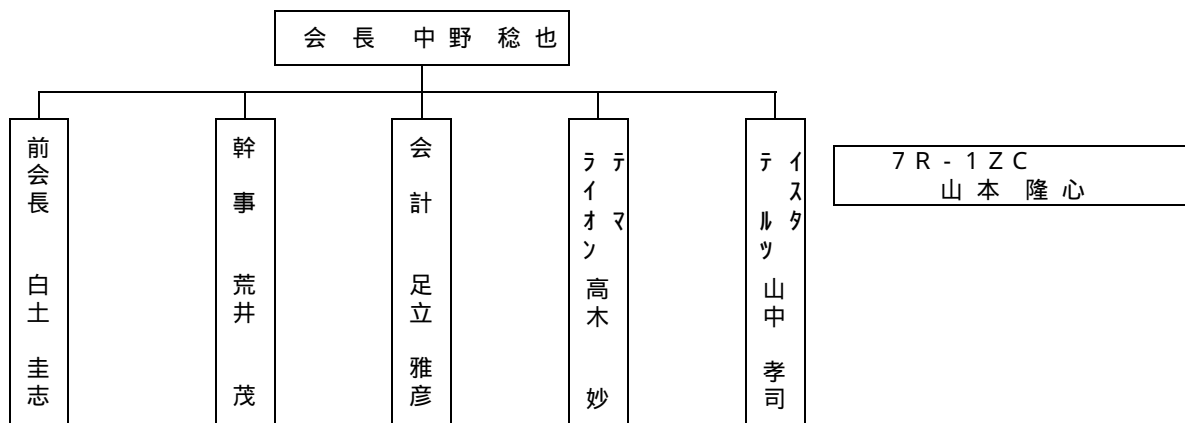 会長 中野 稔也
前会長 白土 圭志
幹事 荒井 茂
会計 足立 雅彦
ライオン
テマ
高木 妙
テルツ
イスタ
山中 孝司
7R-1ZC
山本 隆心